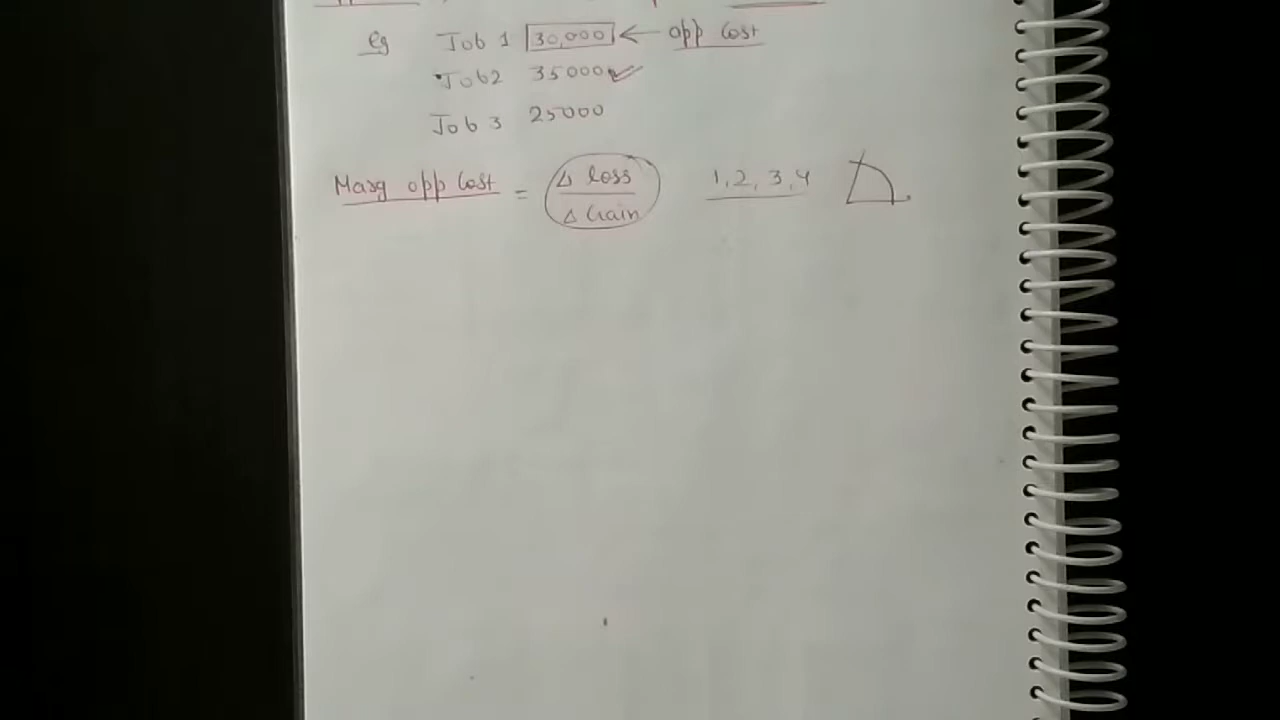 eg Job 1 30,000 ← opp Cost
Job2 35000 ✓
Job 3 25000
Marg opp Cost = Δ loss / Δ Gain 1, 2, 3, 4